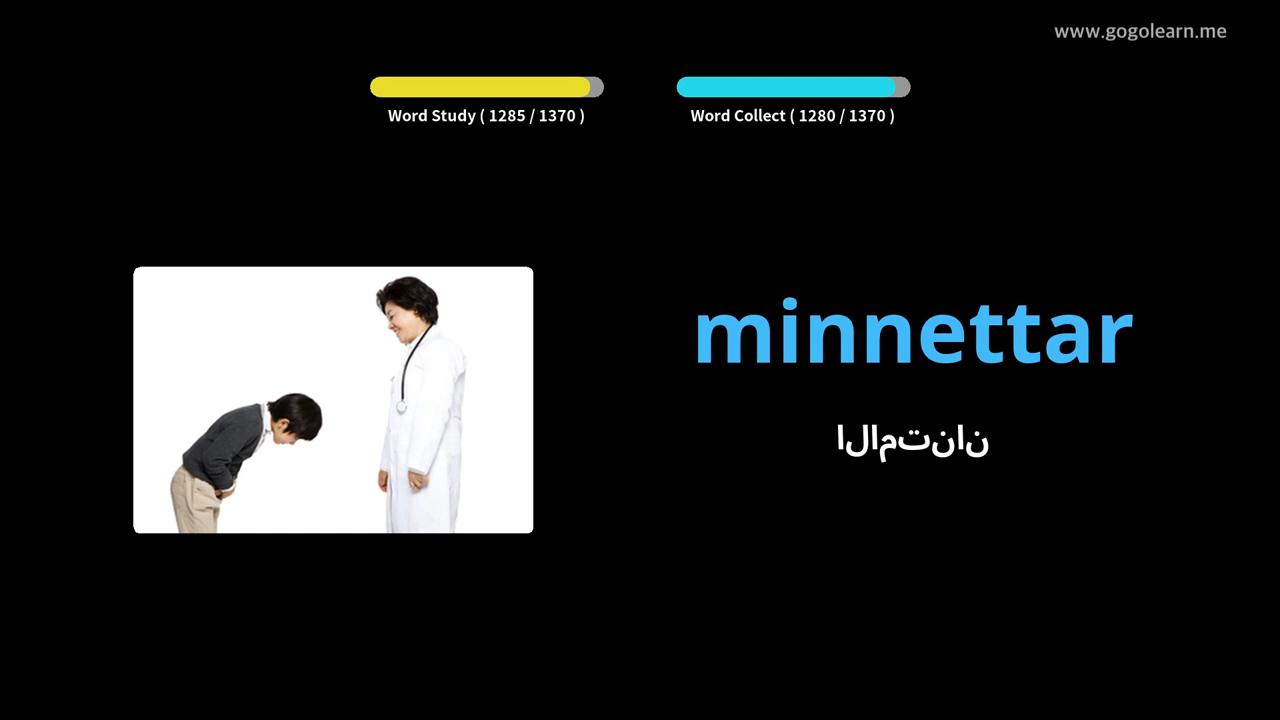 www.gogolearn.me
Word Study ( 1285 / 1370 )
Word Collect ( 1280 / 1370 )
minnettar
الامتنان